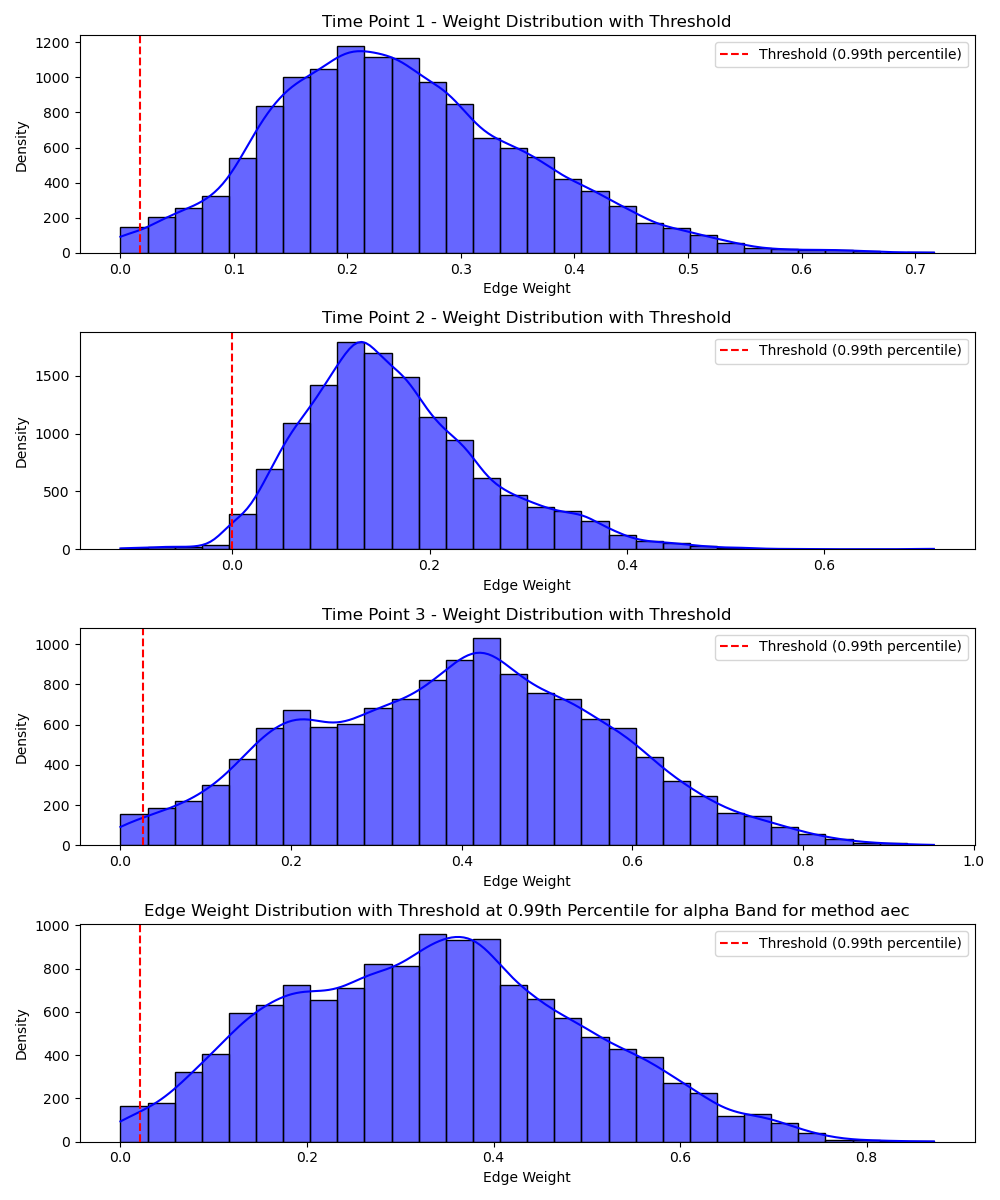 Time Point 1 - Weight Distribution with Threshold
1200
1000
800
600
400
200
0
Density
Threshold (0.99th percentile)
0.0 0.1 0.2 0.3 0.4 0.5 0.6 0.7
Edge Weight
Time Point 2 - Weight Distribution with Threshold
1500
1000
500
0
Density
Threshold (0.99th percentile)
0.0 0.2 0.4 0.6
Edge Weight
Time Point 3 - Weight Distribution with Threshold
1000
800
600
400
200
0
Density
Threshold (0.99th percentile)
0.0 0.2 0.4 0.6 0.8 1.0
Edge Weight
Edge Weight Distribution with Threshold at 0.99th Percentile for alpha Band for method aec
1000
800
600
400
200
0
Density
Threshold (0.99th percentile)
0.0 0.2 0.4 0.6 0.8
Edge Weight